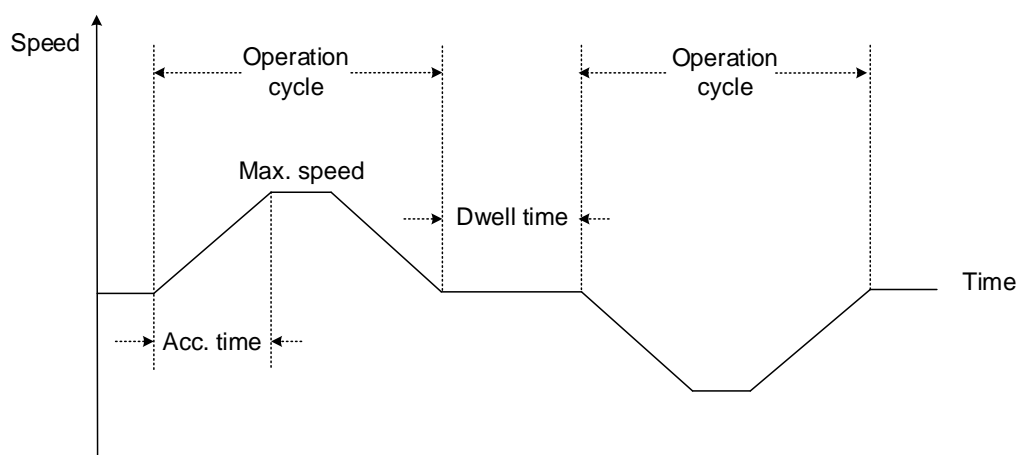 Speed
Operation
cycle
Operation
cycle
Max. speed
Dwell time
Time
Acc. time